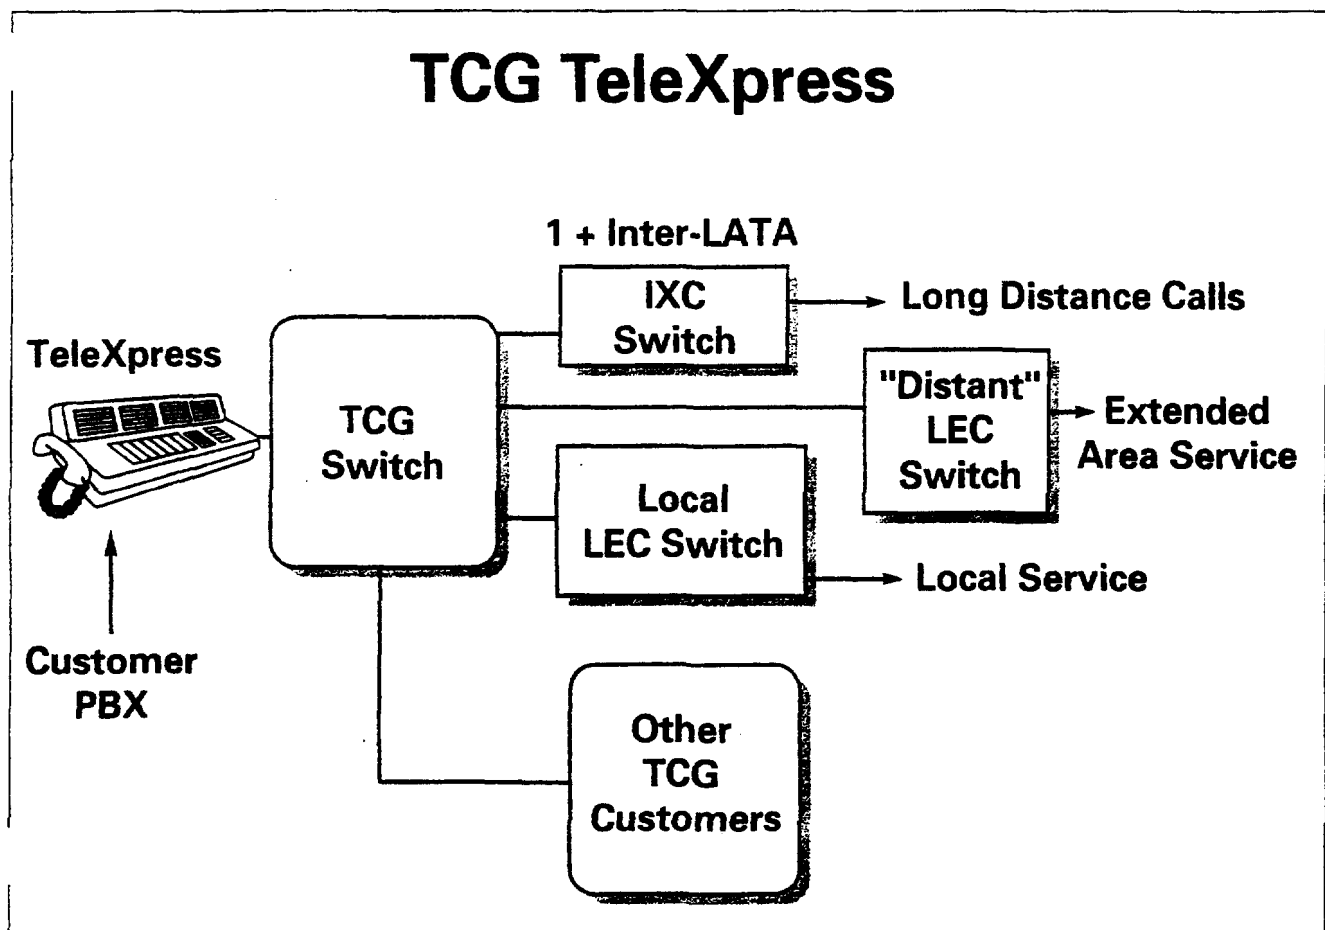 TCG TeleXpress
1 + Inter-LATA
IXC
Switch
Long Distance Calls
TeleXpress
TCG
Switch
"Distant"
LEC
Switch
Extended
Area Service
Local
LEC Switch
Local Service
Customer
PBX
Other
TCG
Customers